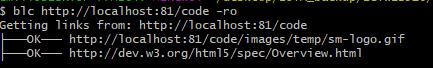 $ blc http://localhost:81/code -ro
Getting links from: http://localhost:81/code
├──OK─── http://localhost:81/code/images/temp/sm-logo.gif
├──OK─── http://dev.w3.org/html5/spec/Overview.html